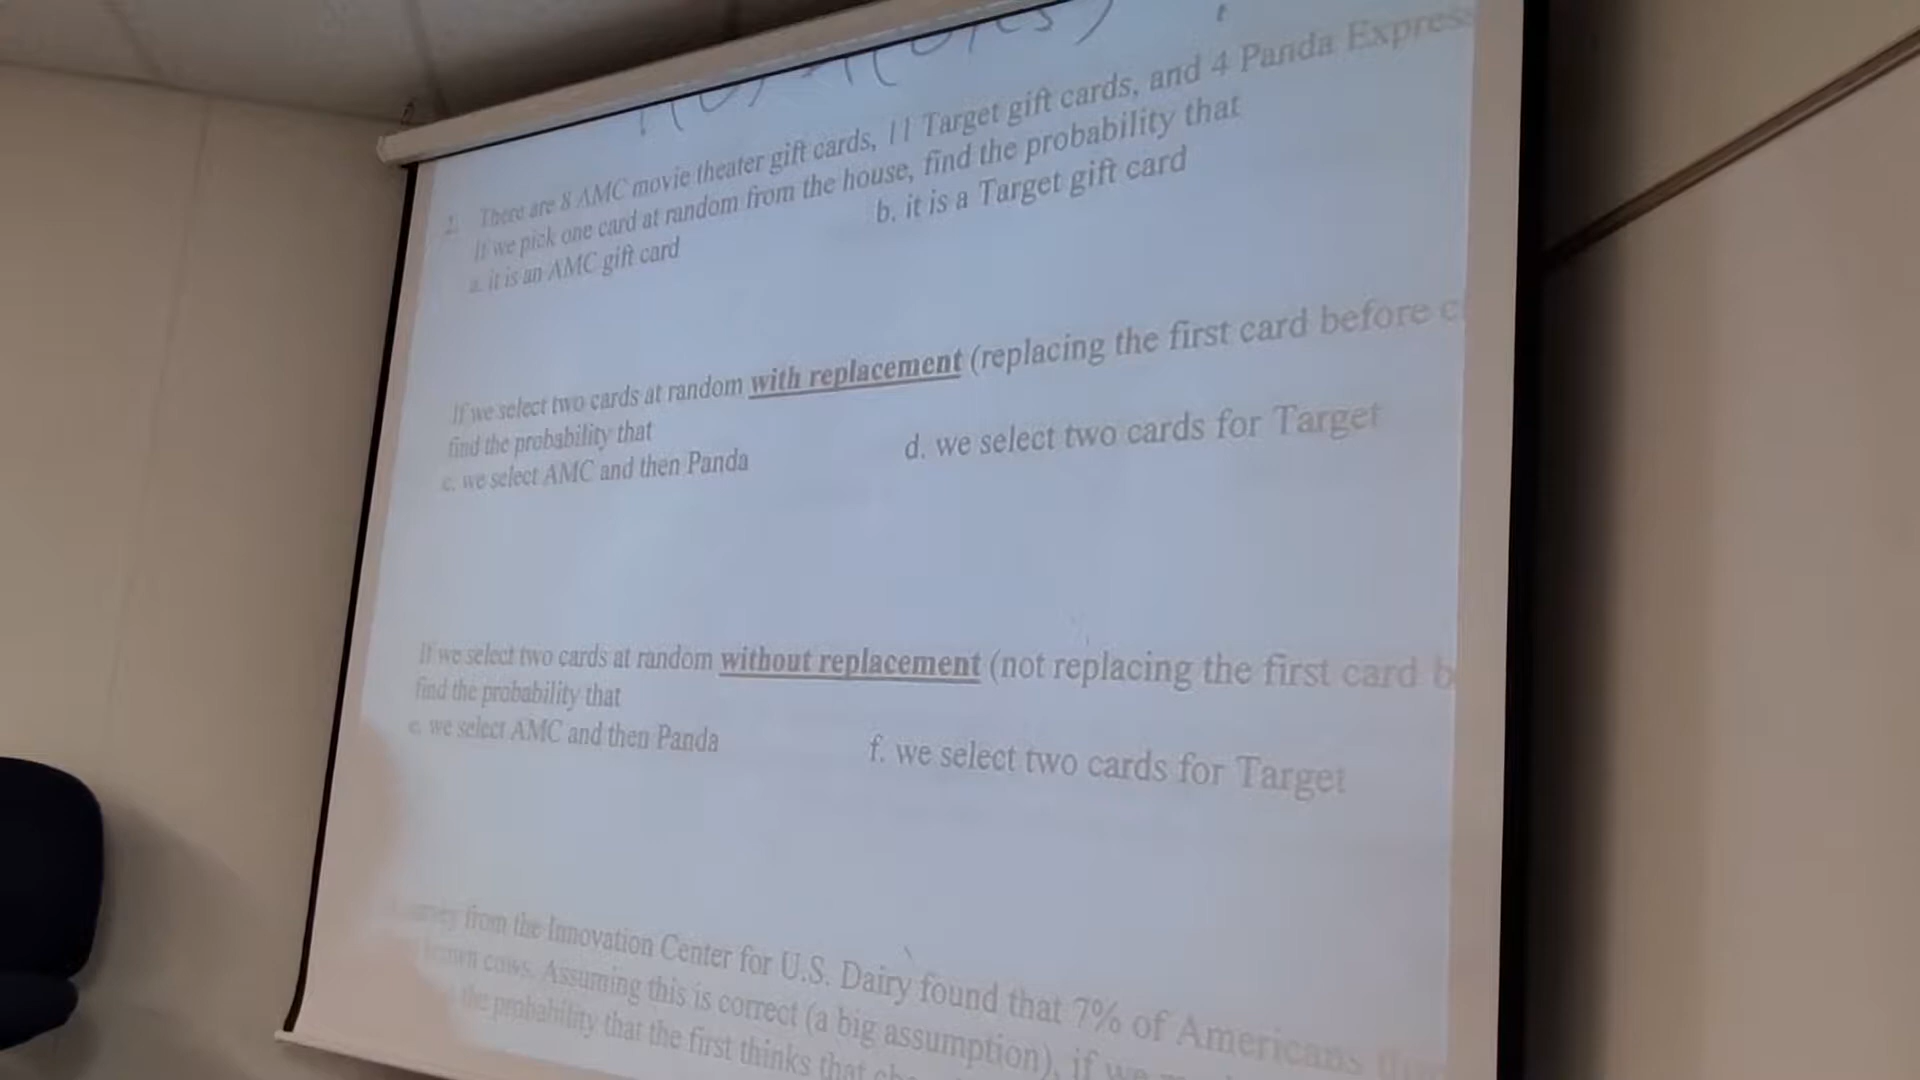 2. There are 8 AMC movie theater gift cards, 11 Target gift cards, and 4 Panda Express
If we pick one card at random from the house, find the probability that
a. it is an AMC gift card b. it is a Target gift card
If we select two cards at random with replacement (replacing the first card before c
find the probability that
c. we select AMC and then Panda d. we select two cards for Target
If we select two cards at random without replacement (not replacing the first card b
find the probability that
e. we select AMC and then Panda f. we select two cards for Target
from the Innovation Center for U.S. Dairy found that 7% of Americans
brown cows. Assuming this is correct (a big assumption), if we
the probability that the first thinks that